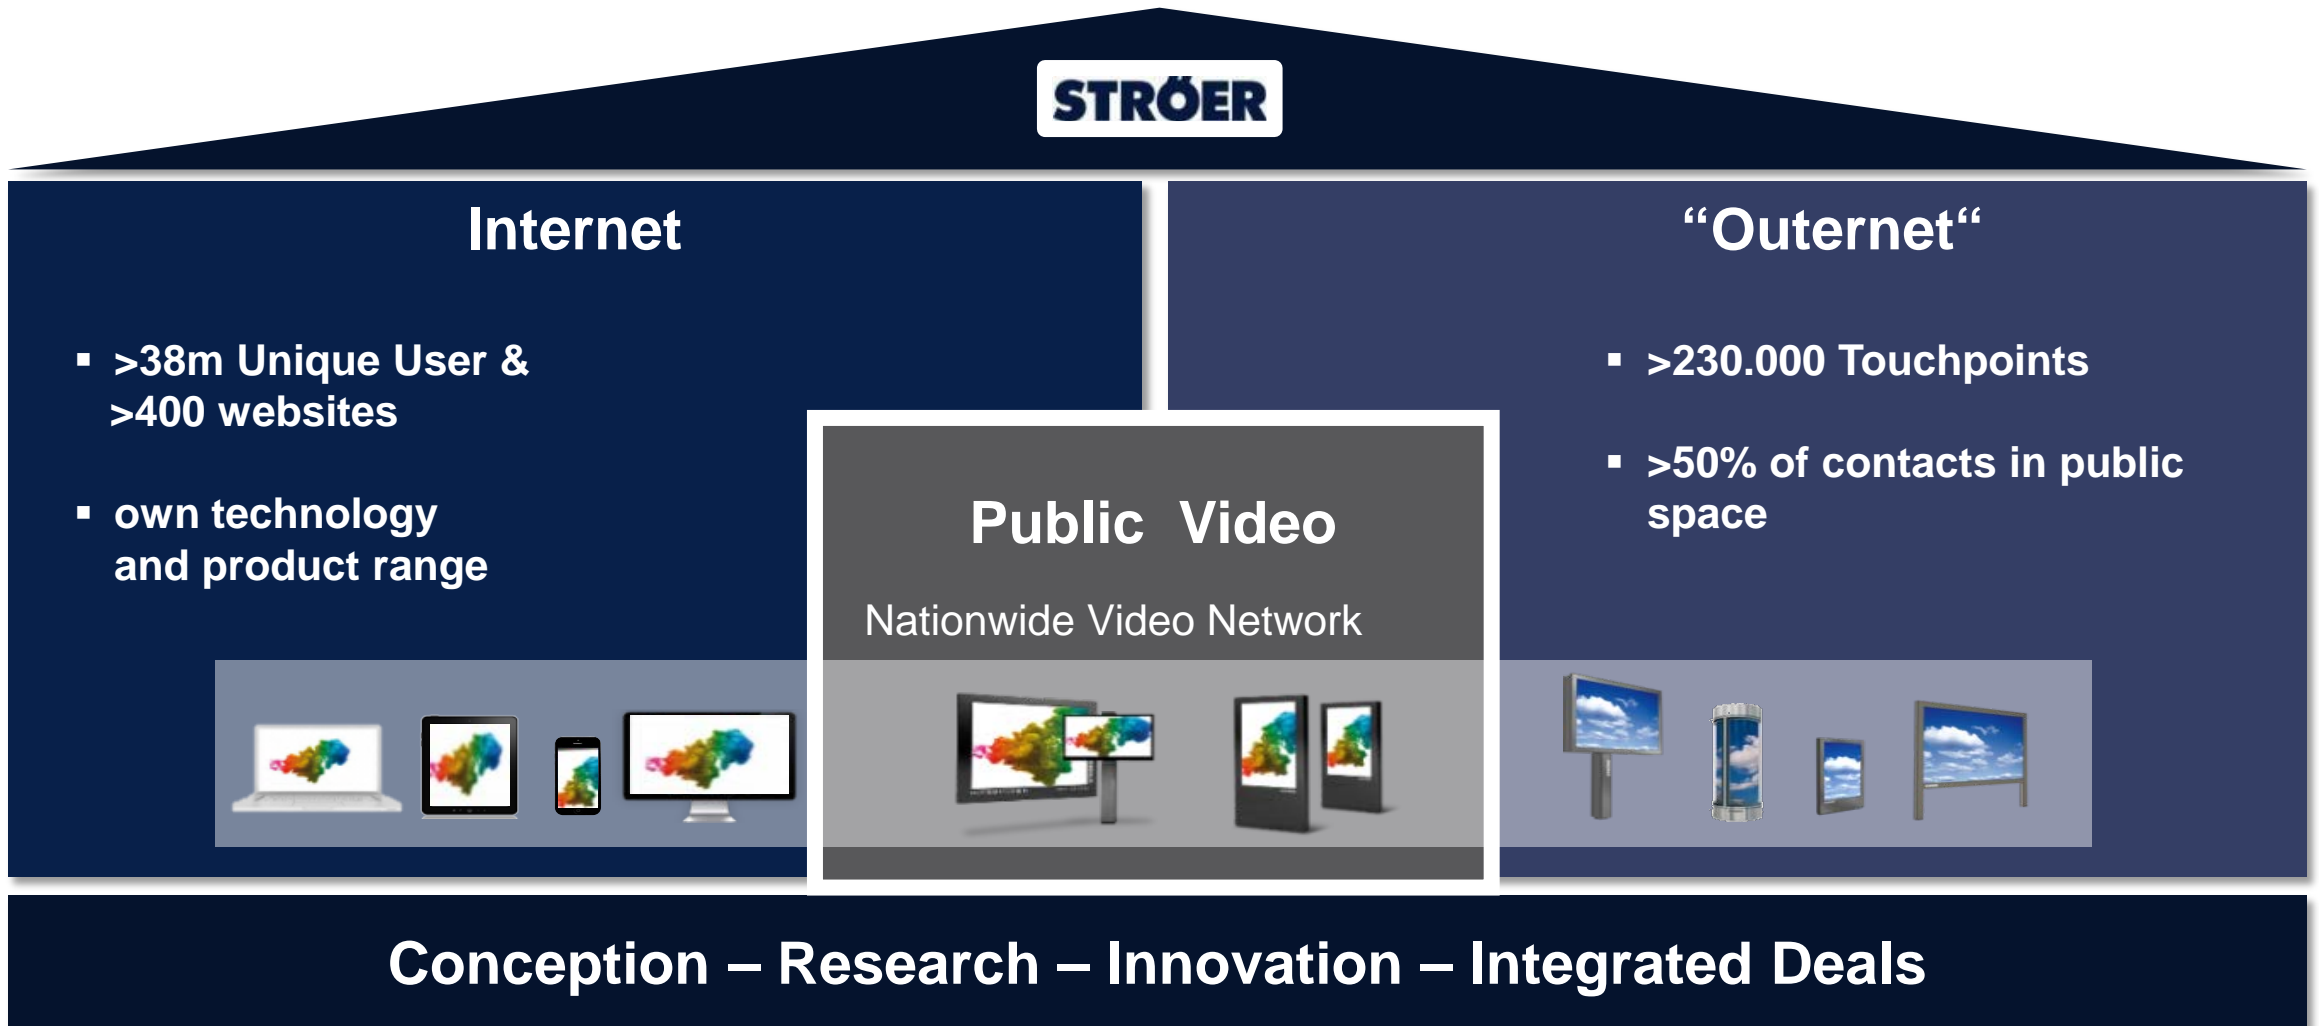 STRÖER
Internet
▪ >38m Unique User &
>400 websites
▪ own technology
and product range
“Outernet“
▪ >230.000 Touchpoints
▪ >50% of contacts in public
space
Public Video
Nationwide Video Network
Conception – Research – Innovation – Integrated Deals